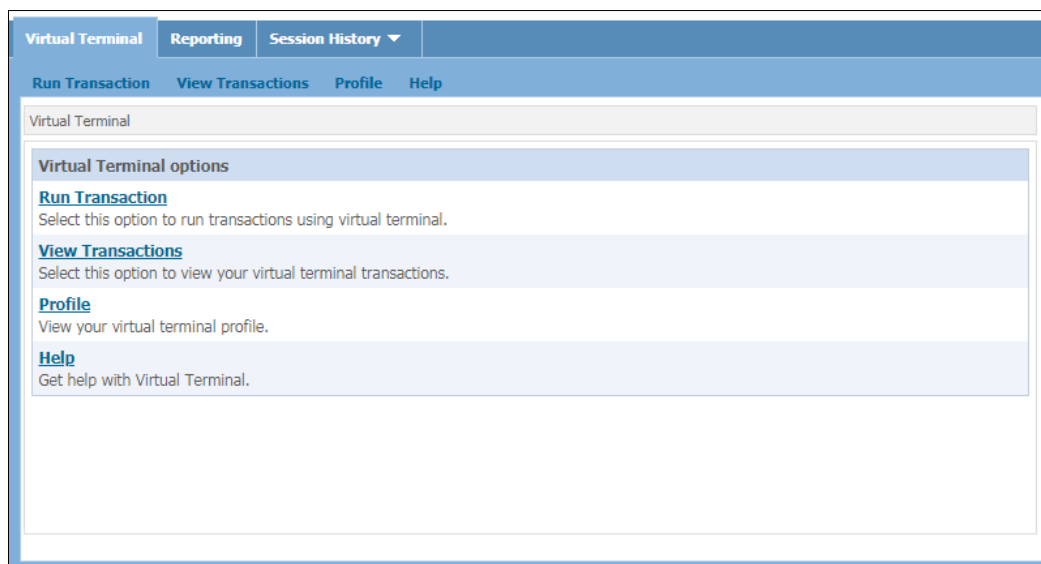 Virtual Terminal Reporting Session History
Run Transaction View Transactions Profile Help
Virtual Terminal
Virtual Terminal options
Run Transaction
Select this option to run transactions using virtual terminal.
View Transactions
Select this option to view your virtual terminal transactions.
Profile
View your virtual terminal profile.
Help
Get help with Virtual Terminal.